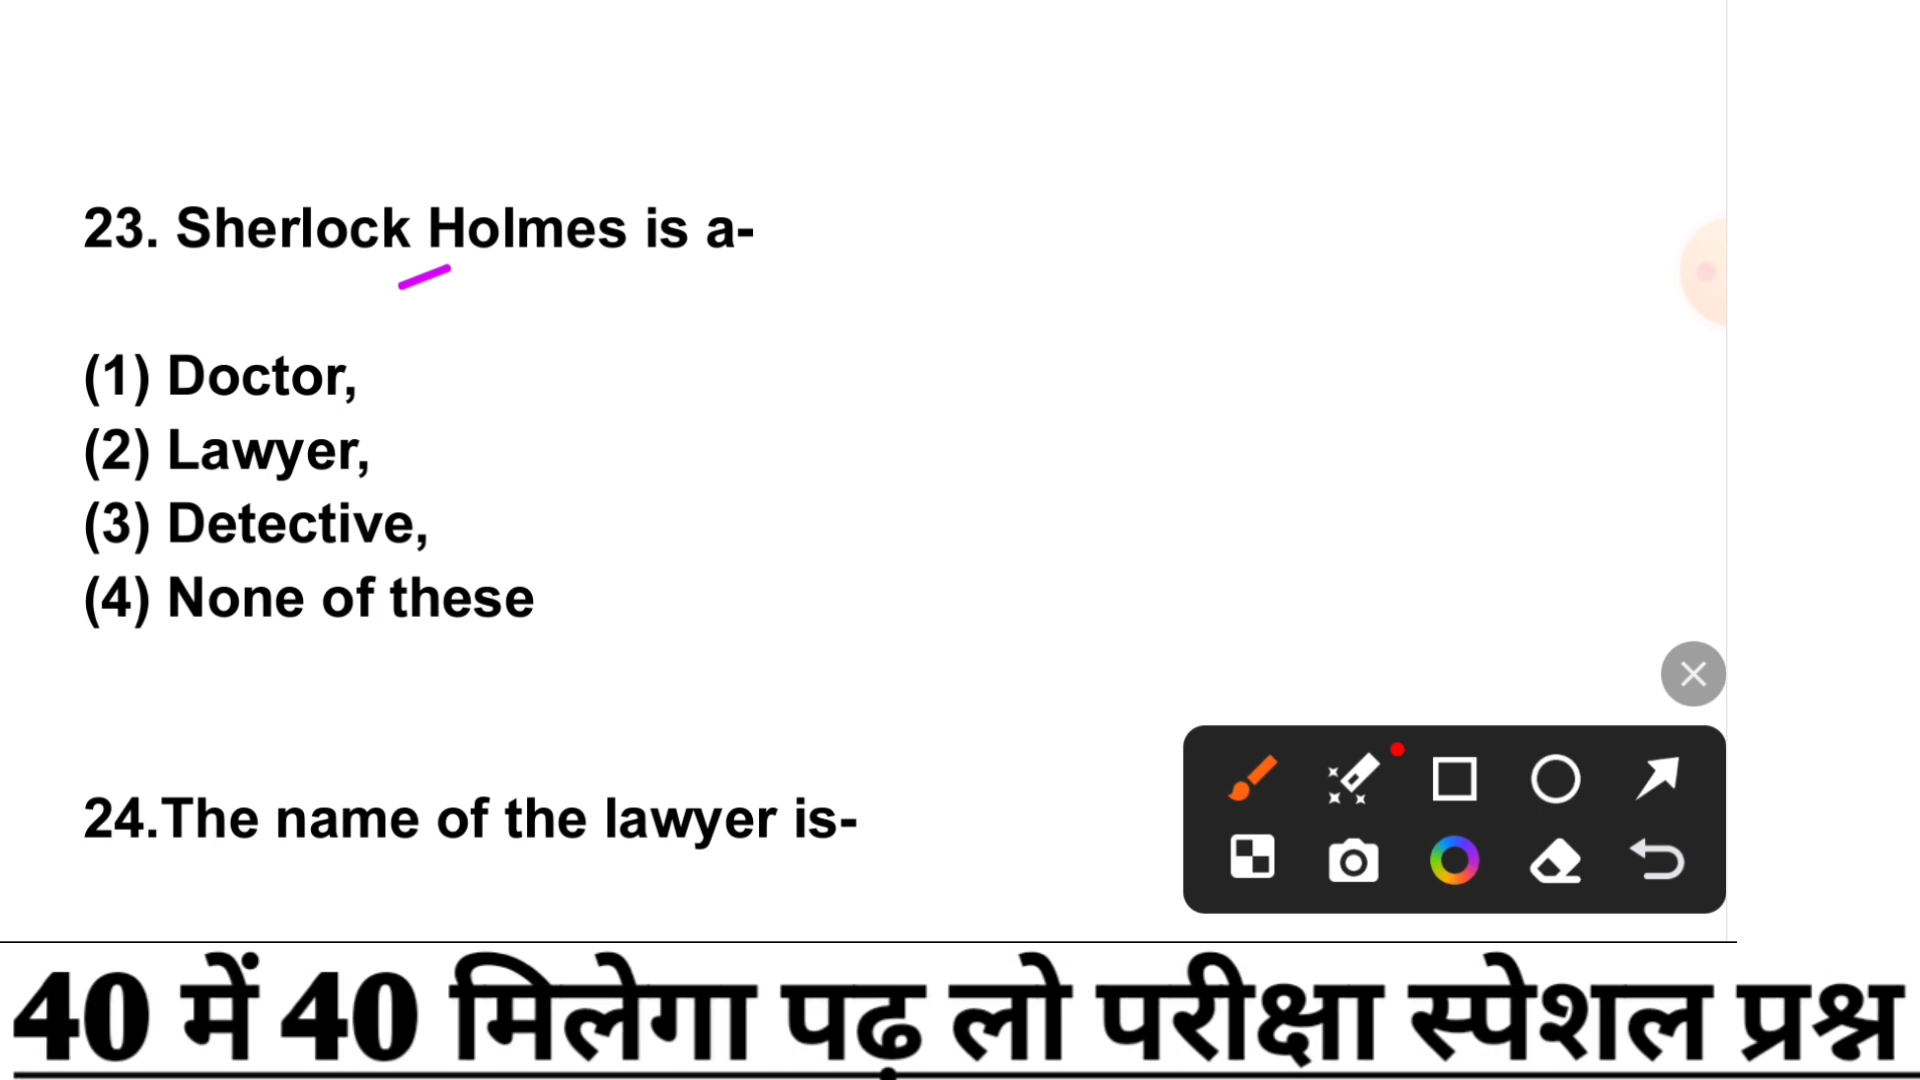 23. Sherlock Holmes is a-
(1) Doctor,
(2) Lawyer,
(3) Detective,
(4) None of these
24.The name of the lawyer is-
40 में 40 मिलेगा पढ़ लो परीक्षा स्पेशल प्रश्न